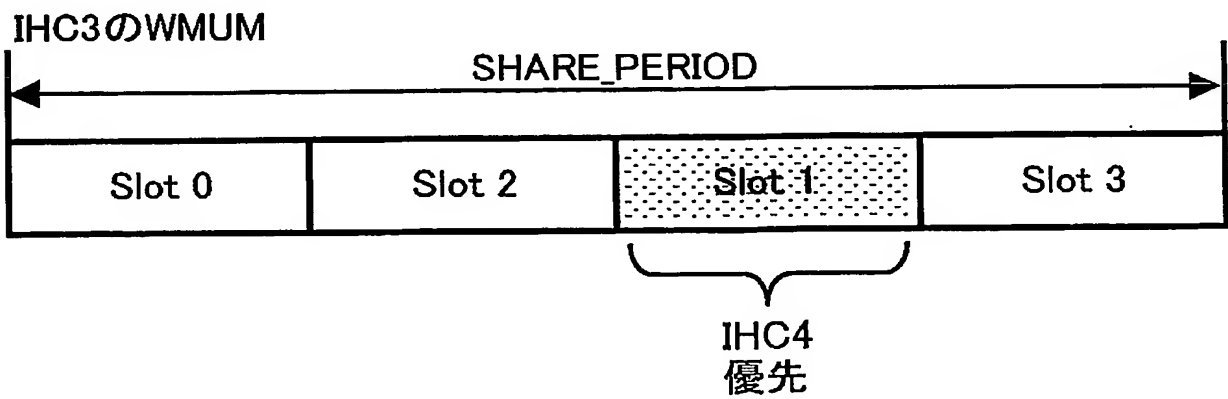 IHC3のWMUM
SHARE_PERIOD
Slot 0
Slot 2
Slot 1
Slot 3
IHC4
優先